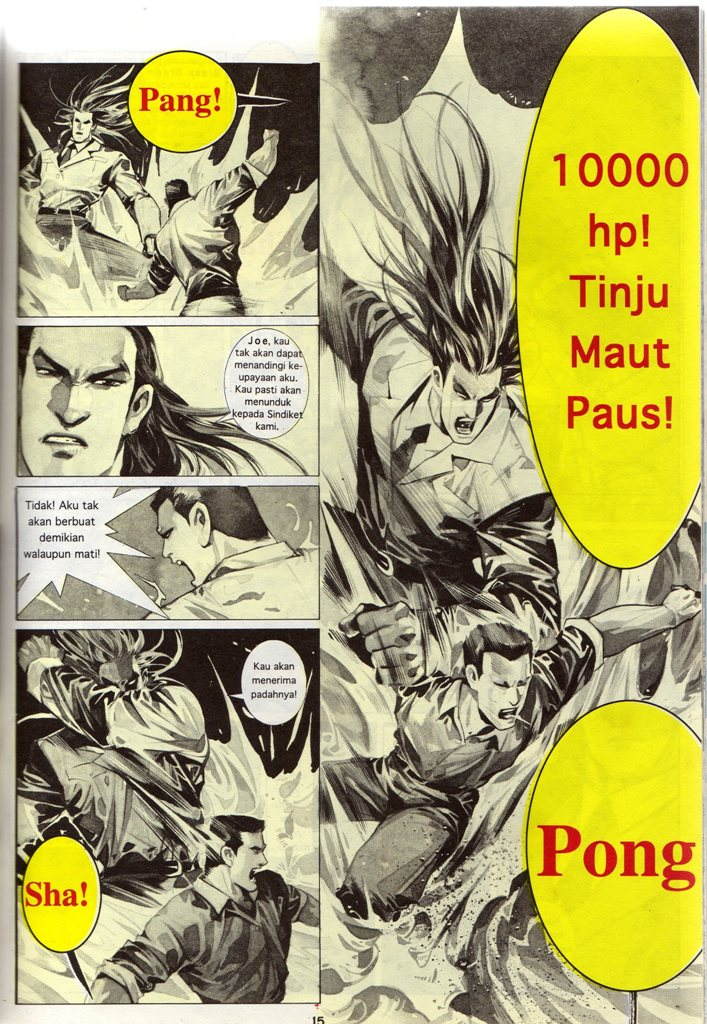 Pang!
Joe, kau
tak akan dapat
menandingi ke-
upayaan aku.
Kau pasti akan
menunduk
kepada Sindiket
kami.
Tidak! Aku tak
akan berbuat
demikian
walaupun mati!
Kau akan
menerima
padahnya!
Sha!
10000
hp!
Tinju
Maut
Paus!
Pong
15